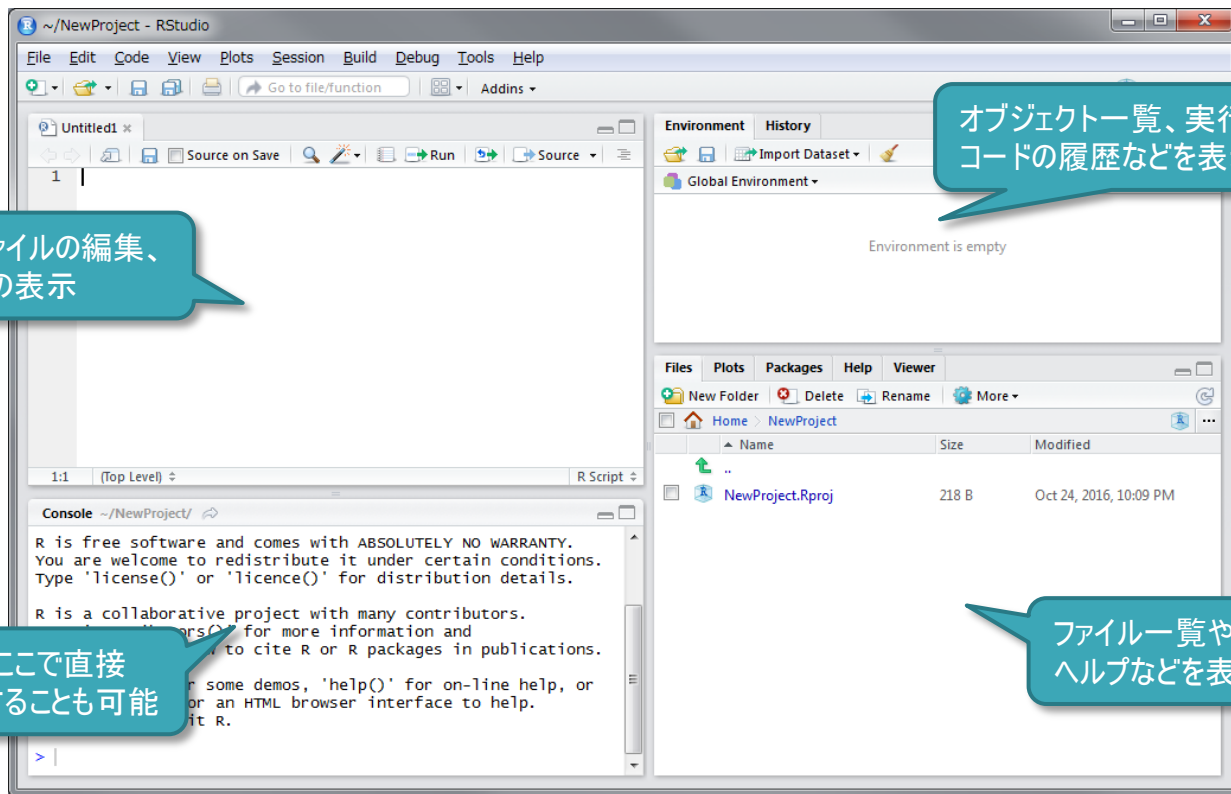 ~/NewProject - RStudio
File Edit Code View Plots Session Build Debug Tools Help
Go to file/function Addins
Untitled1
Source on Save Run Source
1
1:1 (Top Level) R Script
ァイルの編集、
の表示
Environment History
Import Dataset
Global Environment
Environment is empty
オブジェクト一覧、実行
コードの履歴などを表
Console ~/NewProject/
R is free software and comes with ABSOLUTELY NO WARRANTY.
You are welcome to redistribute it under certain conditions.
Type 'license()' or 'licence()' for distribution details.
R is a collaborative project with many contributors.
ors()' for more information and
to cite R or R packages in publications.
r some demos, 'help()' for on-line help, or
or an HTML browser interface to help.
it R.
>
ここで直接
することも可能
Files Plots Packages Help Viewer
New Folder Delete Rename More
Home NewProject
Name Size Modified
..
NewProject.Rproj 218 B Oct 24, 2016, 10:09 PM
ファイル一覧や
ヘルプなどを表